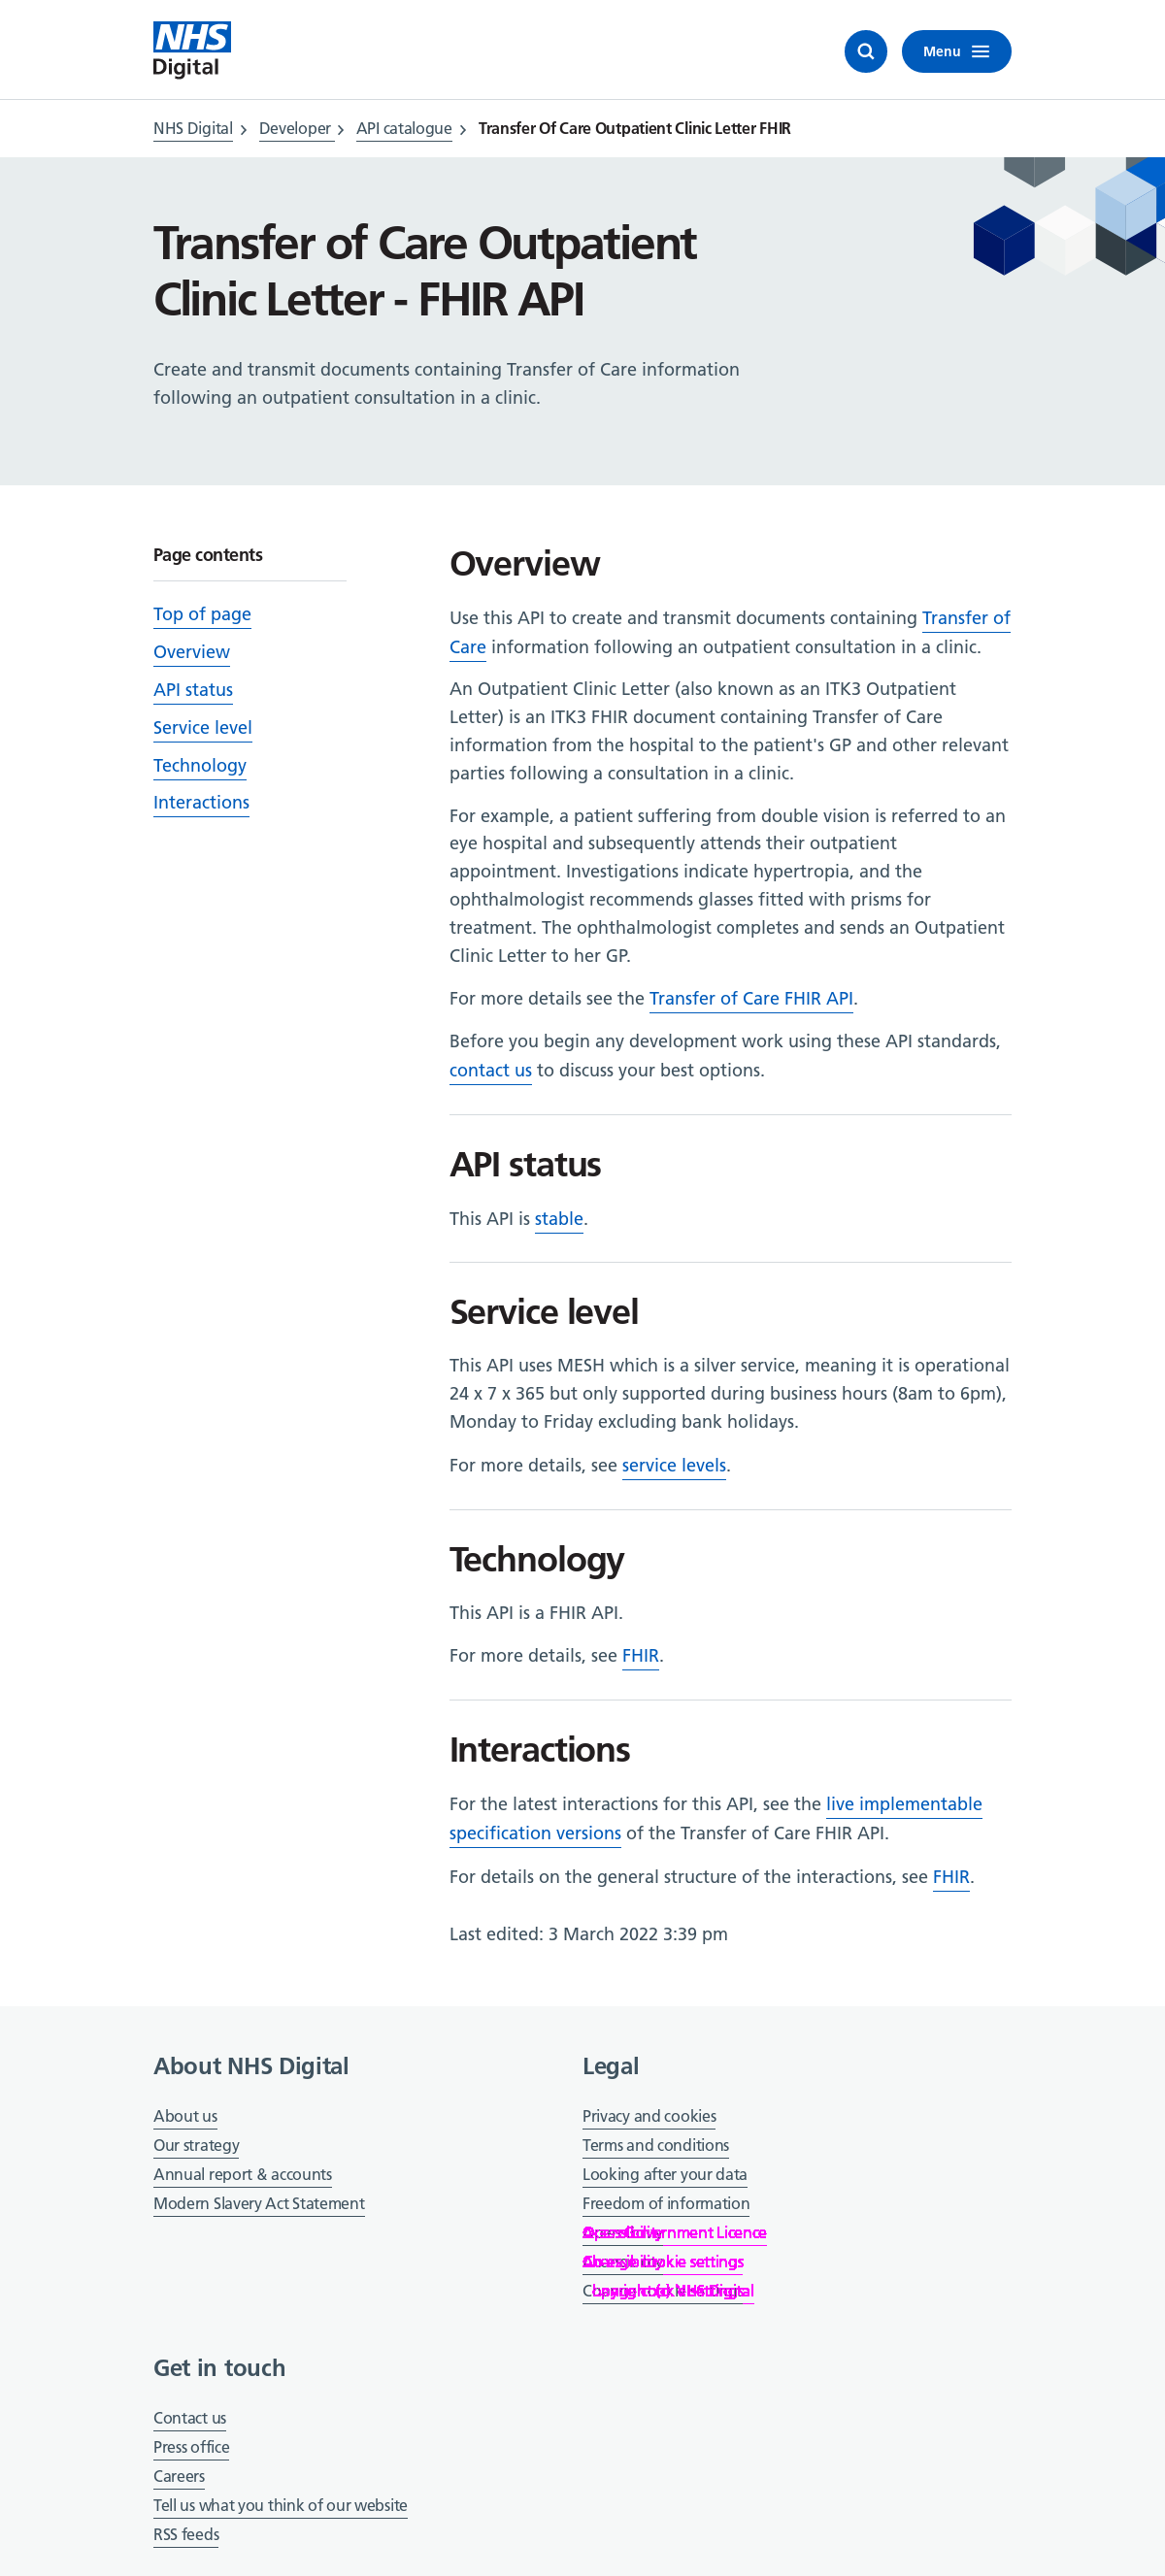 NHS
Digital
Menu
NHS Digital
Developer
API catalogue
Transfer Of Care Outpatient Clinic Letter FHIR
Transfer of Care Outpatient
Clinic Letter - FHIR API
Create and transmit documents containing Transfer of Care information
following an outpatient consultation in a clinic.
Page contents
Top of page
Overview
API status
Service level
Technology
Interactions
Overview
Use this API to create and transmit documents containing Transfer of
Care information following an outpatient consultation in a clinic.
An Outpatient Clinic Letter (also known as an ITK3 Outpatient
Letter) is an ITK3 FHIR document containing Transfer of Care
information from the hospital to the patient's GP and other relevant
parties following a consultation in a clinic.
For example, a patient suffering from double vision is referred to an
eye hospital and subsequently attends their outpatient
appointment. Investigations indicate hypertropia, and the
ophthalmologist recommends glasses fitted with prisms for
treatment. The ophthalmologist completes and sends an Outpatient
Clinic Letter to her GP.
For more details see the Transfer of Care FHIR API.
Before you begin any development work using these API standards,
contact us to discuss your best options.
API status
This API is stable.
Service level
This API uses MESH which is a silver service, meaning it is operational
24 x 7 x 365 but only supported during business hours (8am to 6pm),
Monday to Friday excluding bank holidays.
For more details, see service levels.
Technology
This API is a FHIR API.
For more details, see FHIR.
Interactions
For the latest interactions for this API, see the live implementable
specification versions of the Transfer of Care FHIR API.
For details on the general structure of the interactions, see FHIR.
Last edited: 3 March 2022 3:39 pm
About NHS Digital
About us
Our strategy
Annual report & accounts
Modern Slavery Act Statement
Legal
Privacy and cookies
Terms and conditions
Looking after your data
Freedom of information
Licence
settings
Get in touch
Contact us
Press office
Careers
Tell us what you think of our website
RSS feeds